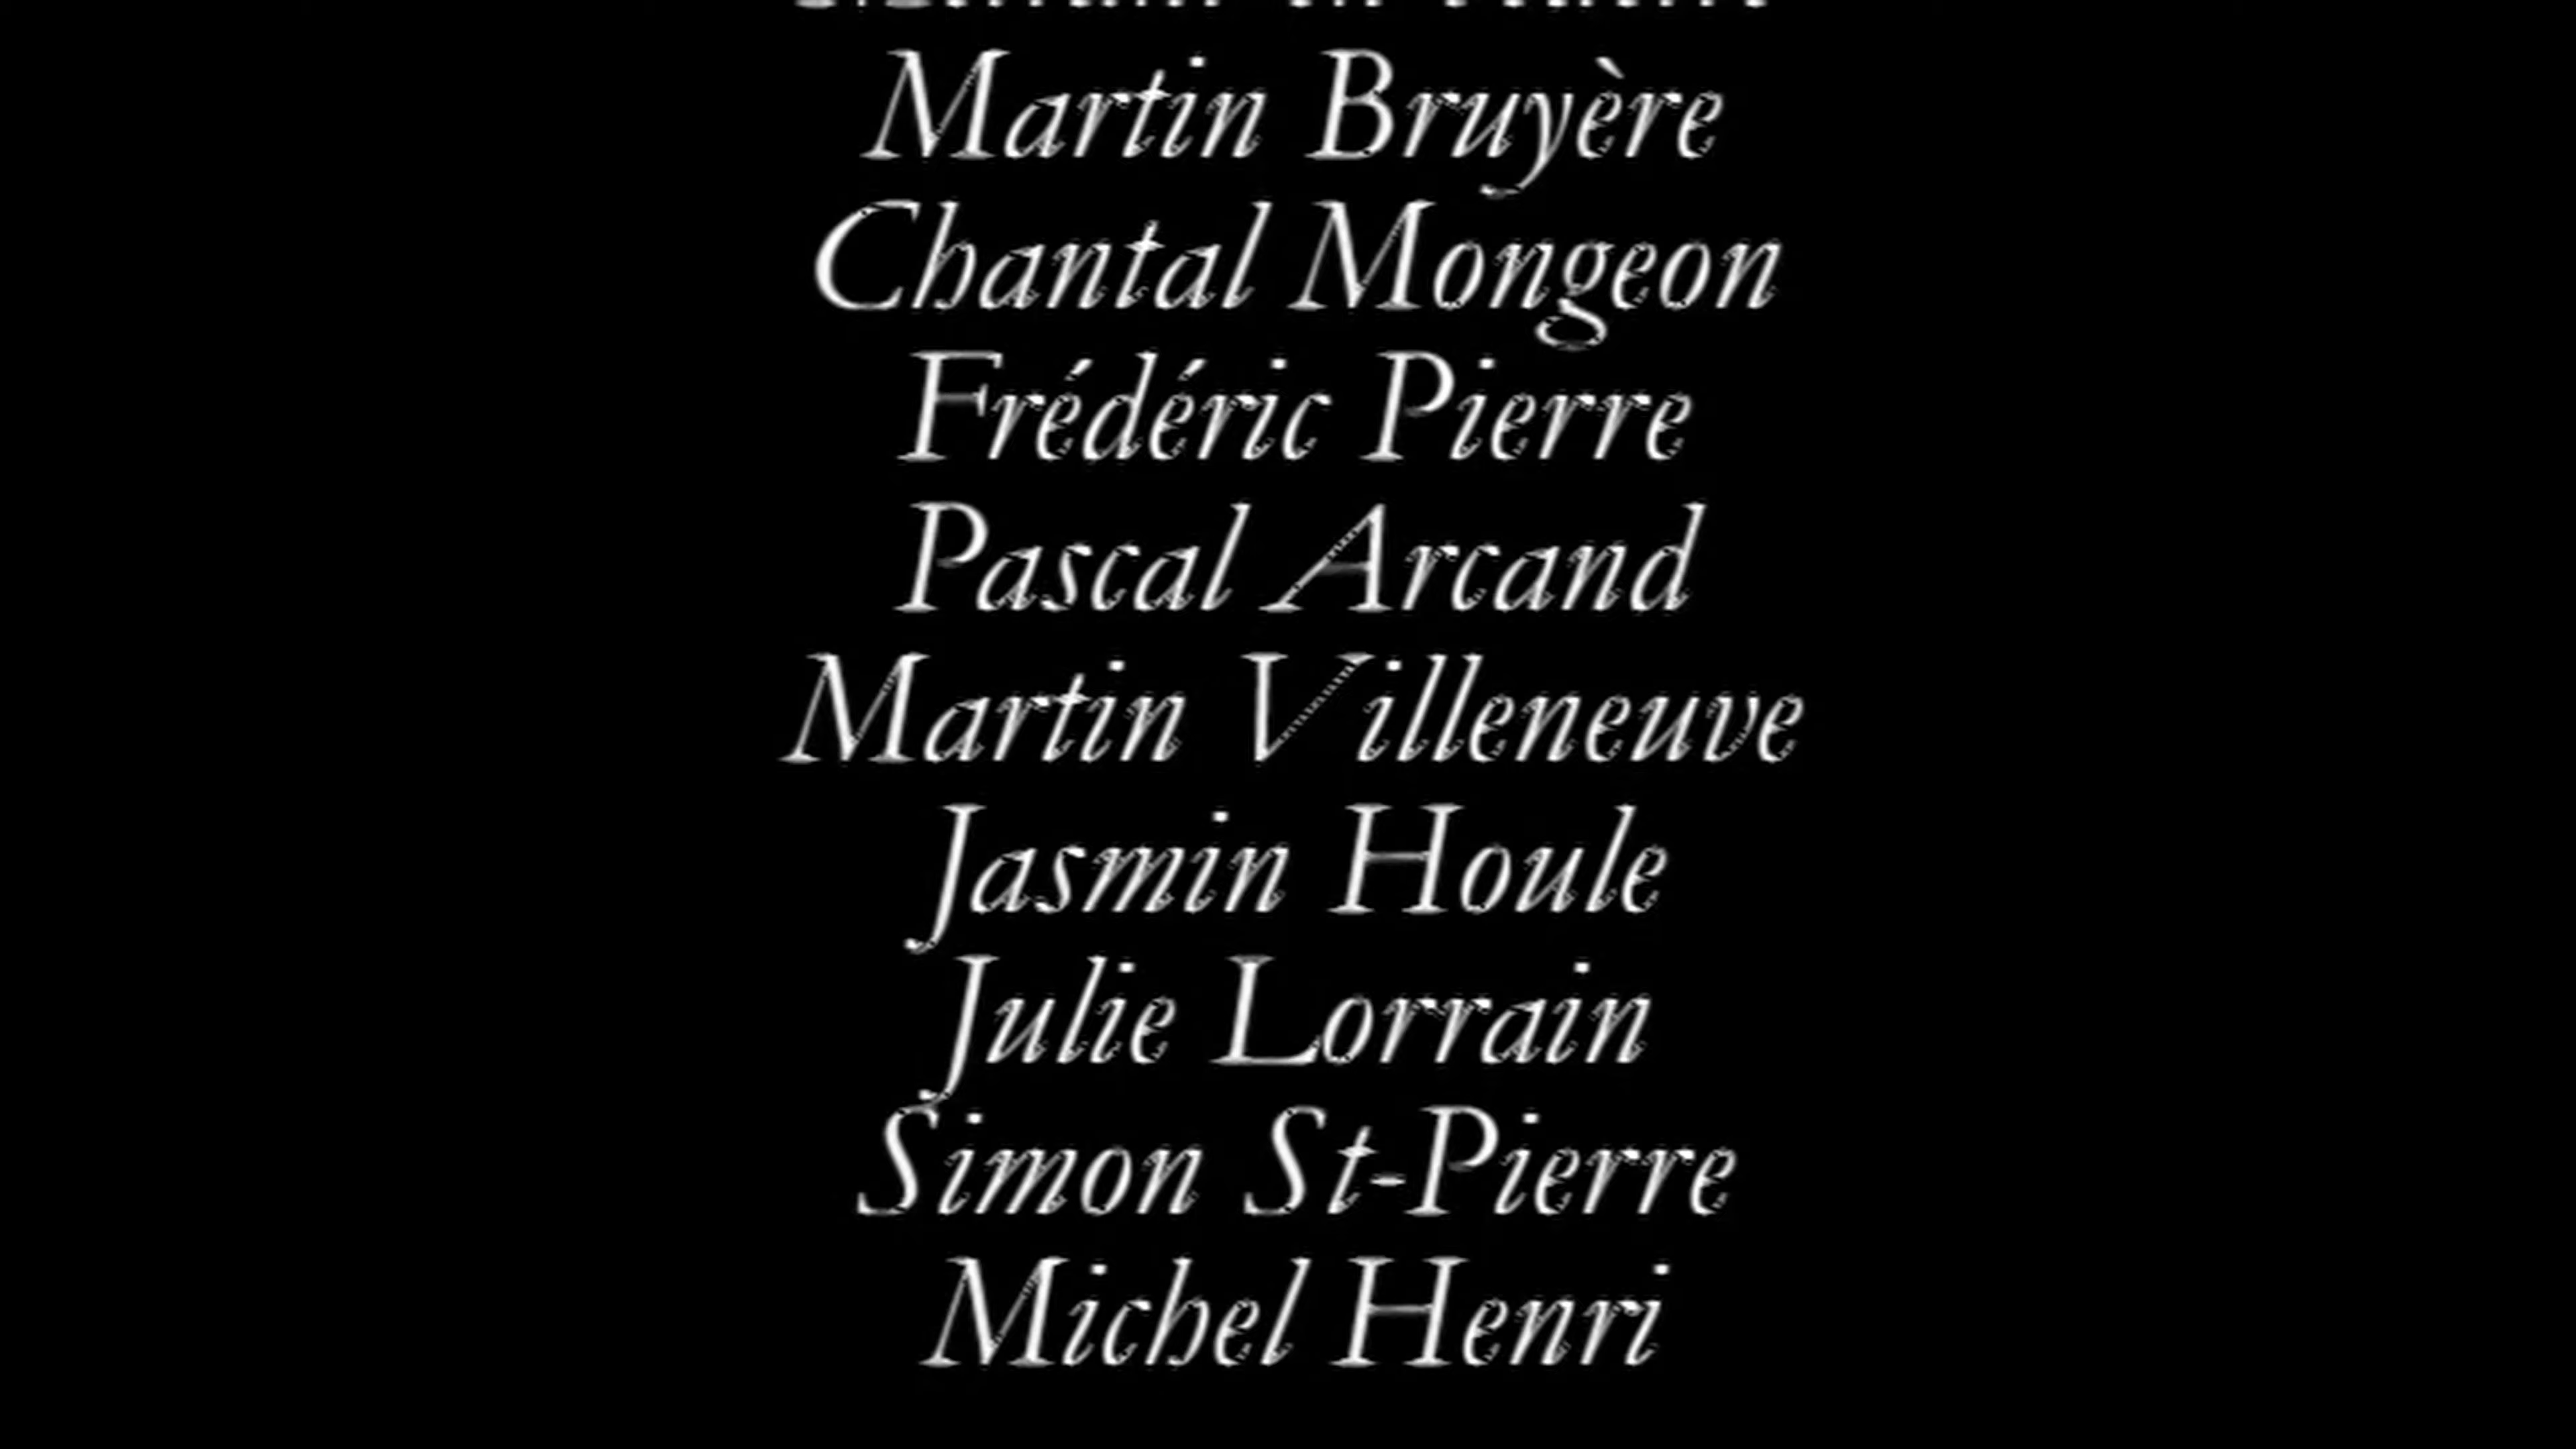 Martin Bruyère
Chantal Mongeon
Frédéric Pierre
Pascal Arcand
Martin Villeneuve
Jasmin Houle
Julie Lorrain
Simon St-Pierre
Michel Henri